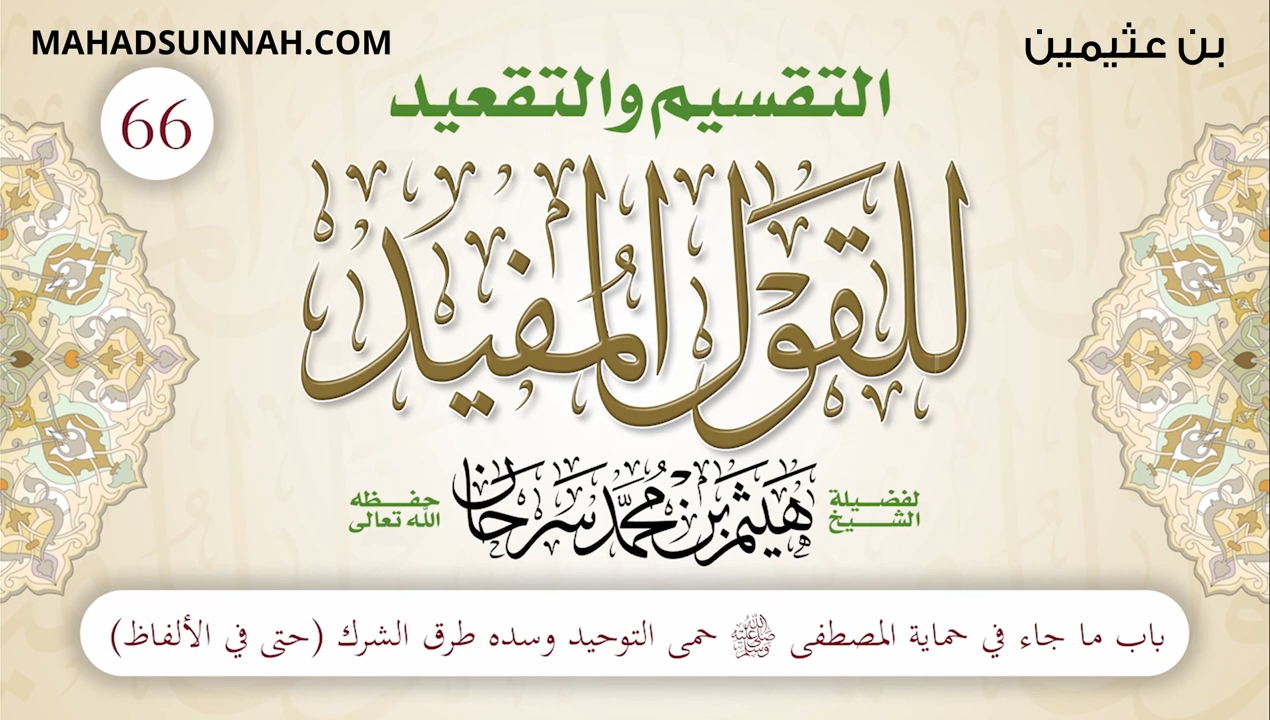 MAHADSUNNAH.COM
بن عثيمين
66
التقسيم والتقعيد
للقول المفيد
لفضيلة الشيخ
هيثم بن محمد سرحان
حفظه الله تعالى
باب ما جاء في حماية المصطفى ﷺ حمى التوحيد وسده طرق الشرك (حتى في الألفاظ)